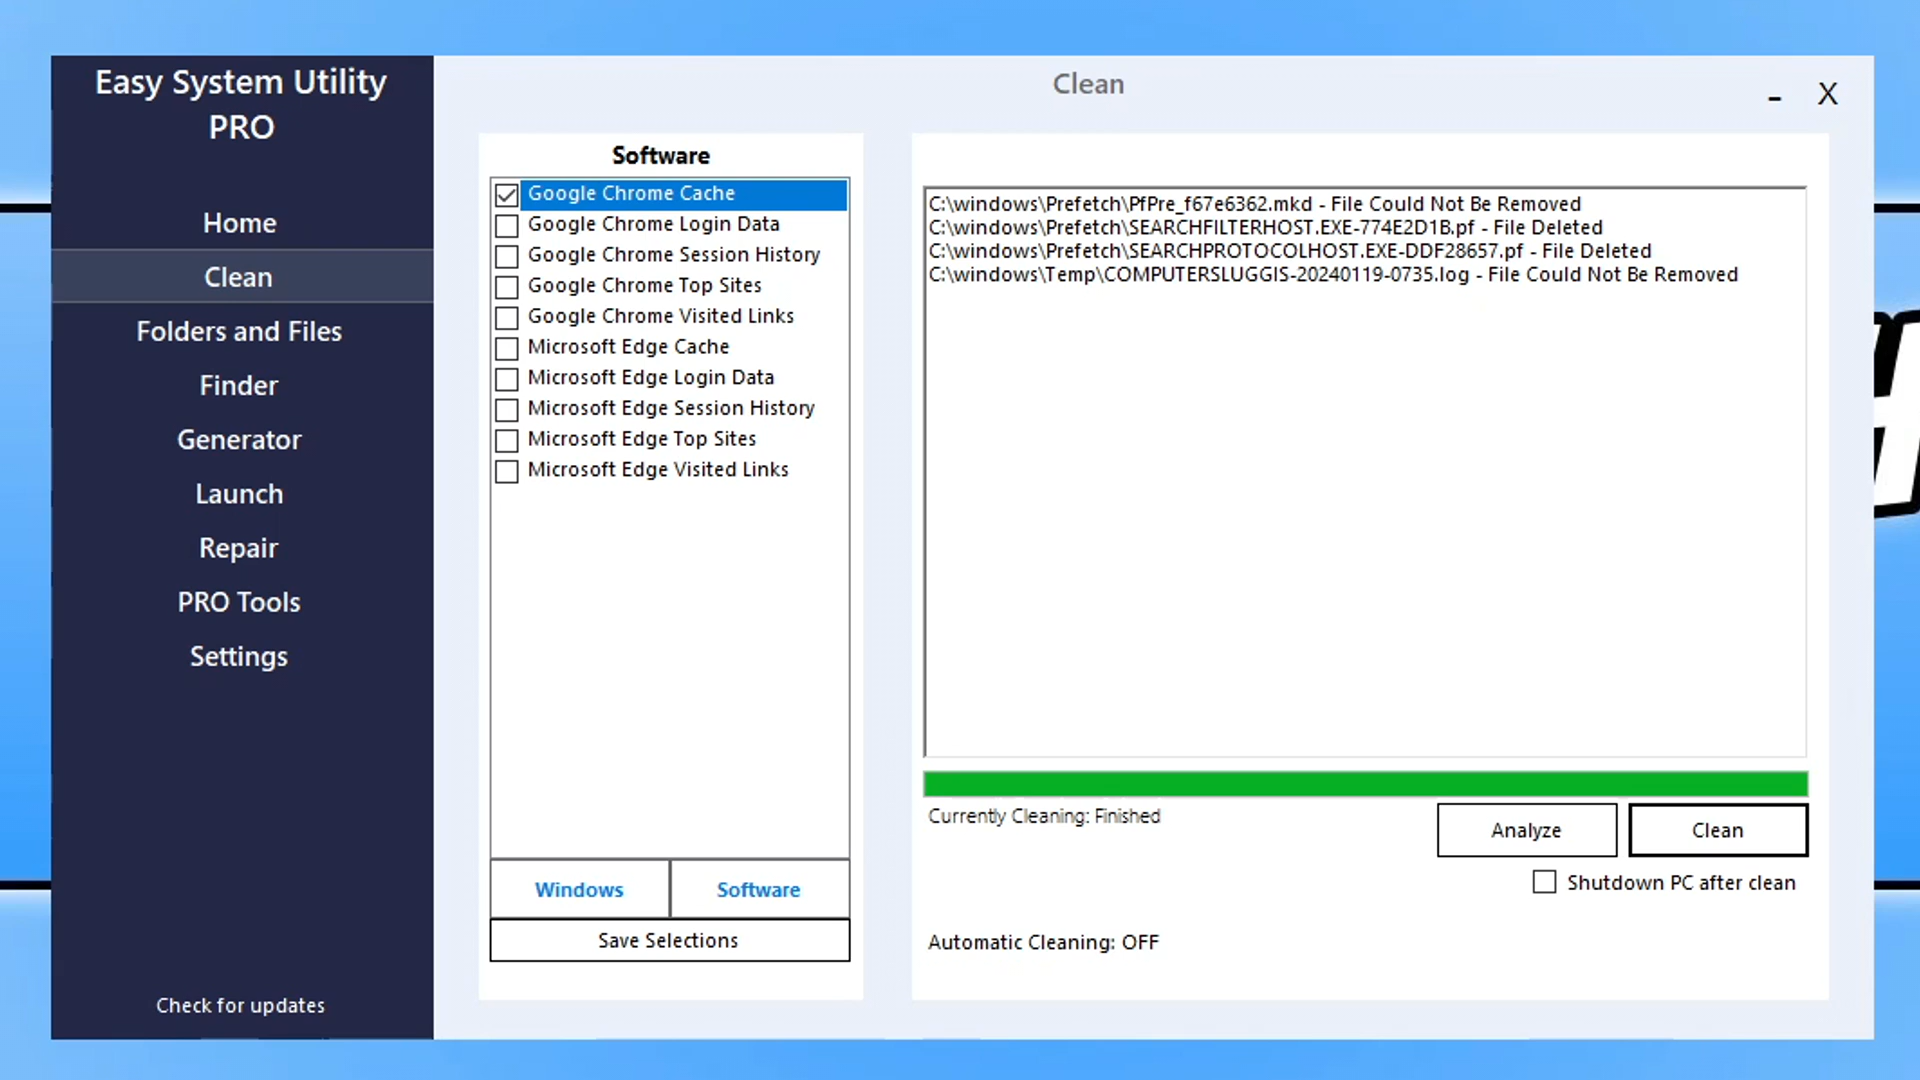 Easy System Utility
PRO
Home
Clean
Folders and Files
Finder
Generator
Launch
Repair
PRO Tools
Settings
Check for updates
Clean
- X
Software
Google Chrome Cache
Google Chrome Login Data
Google Chrome Session History
Google Chrome Top Sites
Google Chrome Visited Links
Microsoft Edge Cache
Microsoft Edge Login Data
Microsoft Edge Session History
Microsoft Edge Top Sites
Microsoft Edge Visited Links
Windows
Software
Save Selections
C:\windows\Prefetch\PfPre_f67e6362.mkd - File Could Not Be Removed
C:\windows\Prefetch\SEARCHFILTERHOST.EXE-774E2D1B.pf - File Deleted
C:\windows\Prefetch\SEARCHPROTOCOLHOST.EXE-DDF28657.pf - File Deleted
C:\windows\Temp\COMPUTERSLUGGIS-20240119-0735.log - File Could Not Be Removed
Currently Cleaning: Finished
Analyze
Clean
Shutdown PC after clean
Automatic Cleaning: OFF